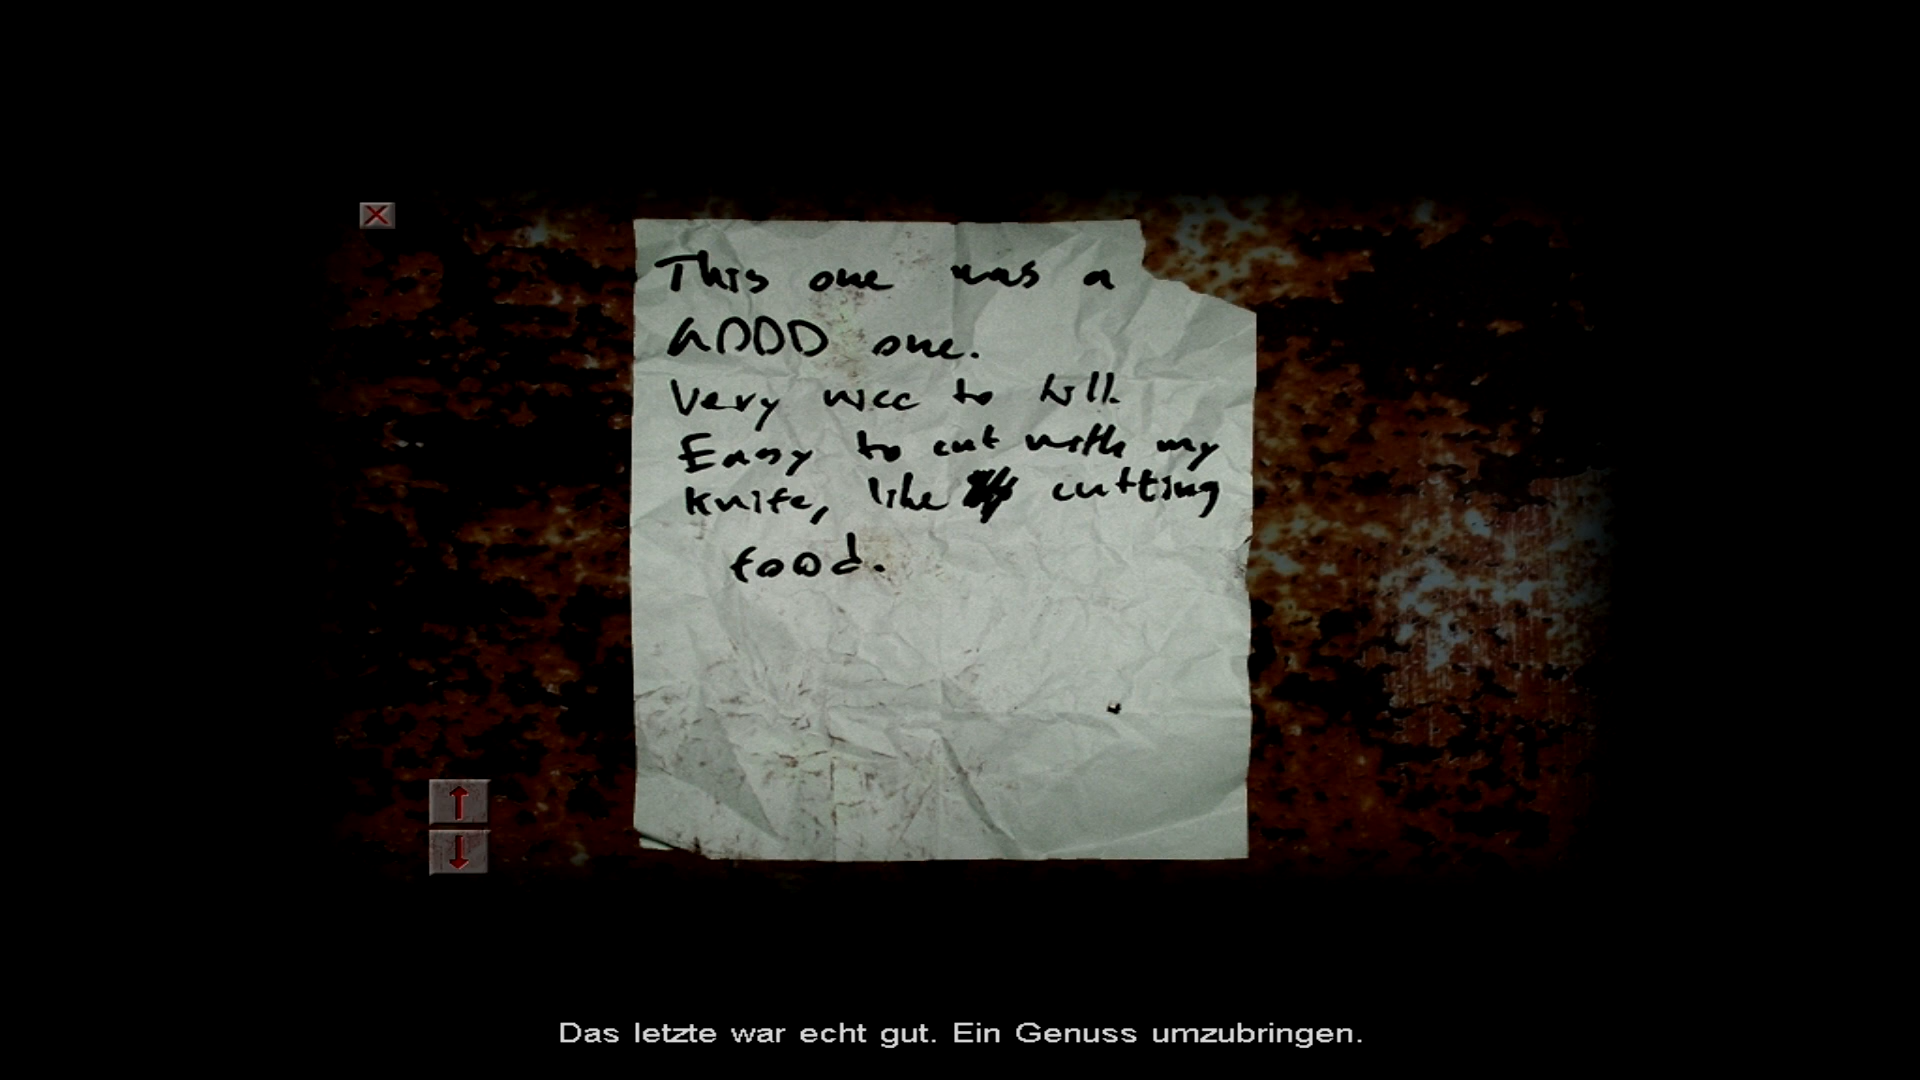 This one was a
GOOD one.
Very nice to kill.
Easy to cut with my
knife, like cutting
food.
Das letzte war echt gut. Ein Genuss umzubringen.